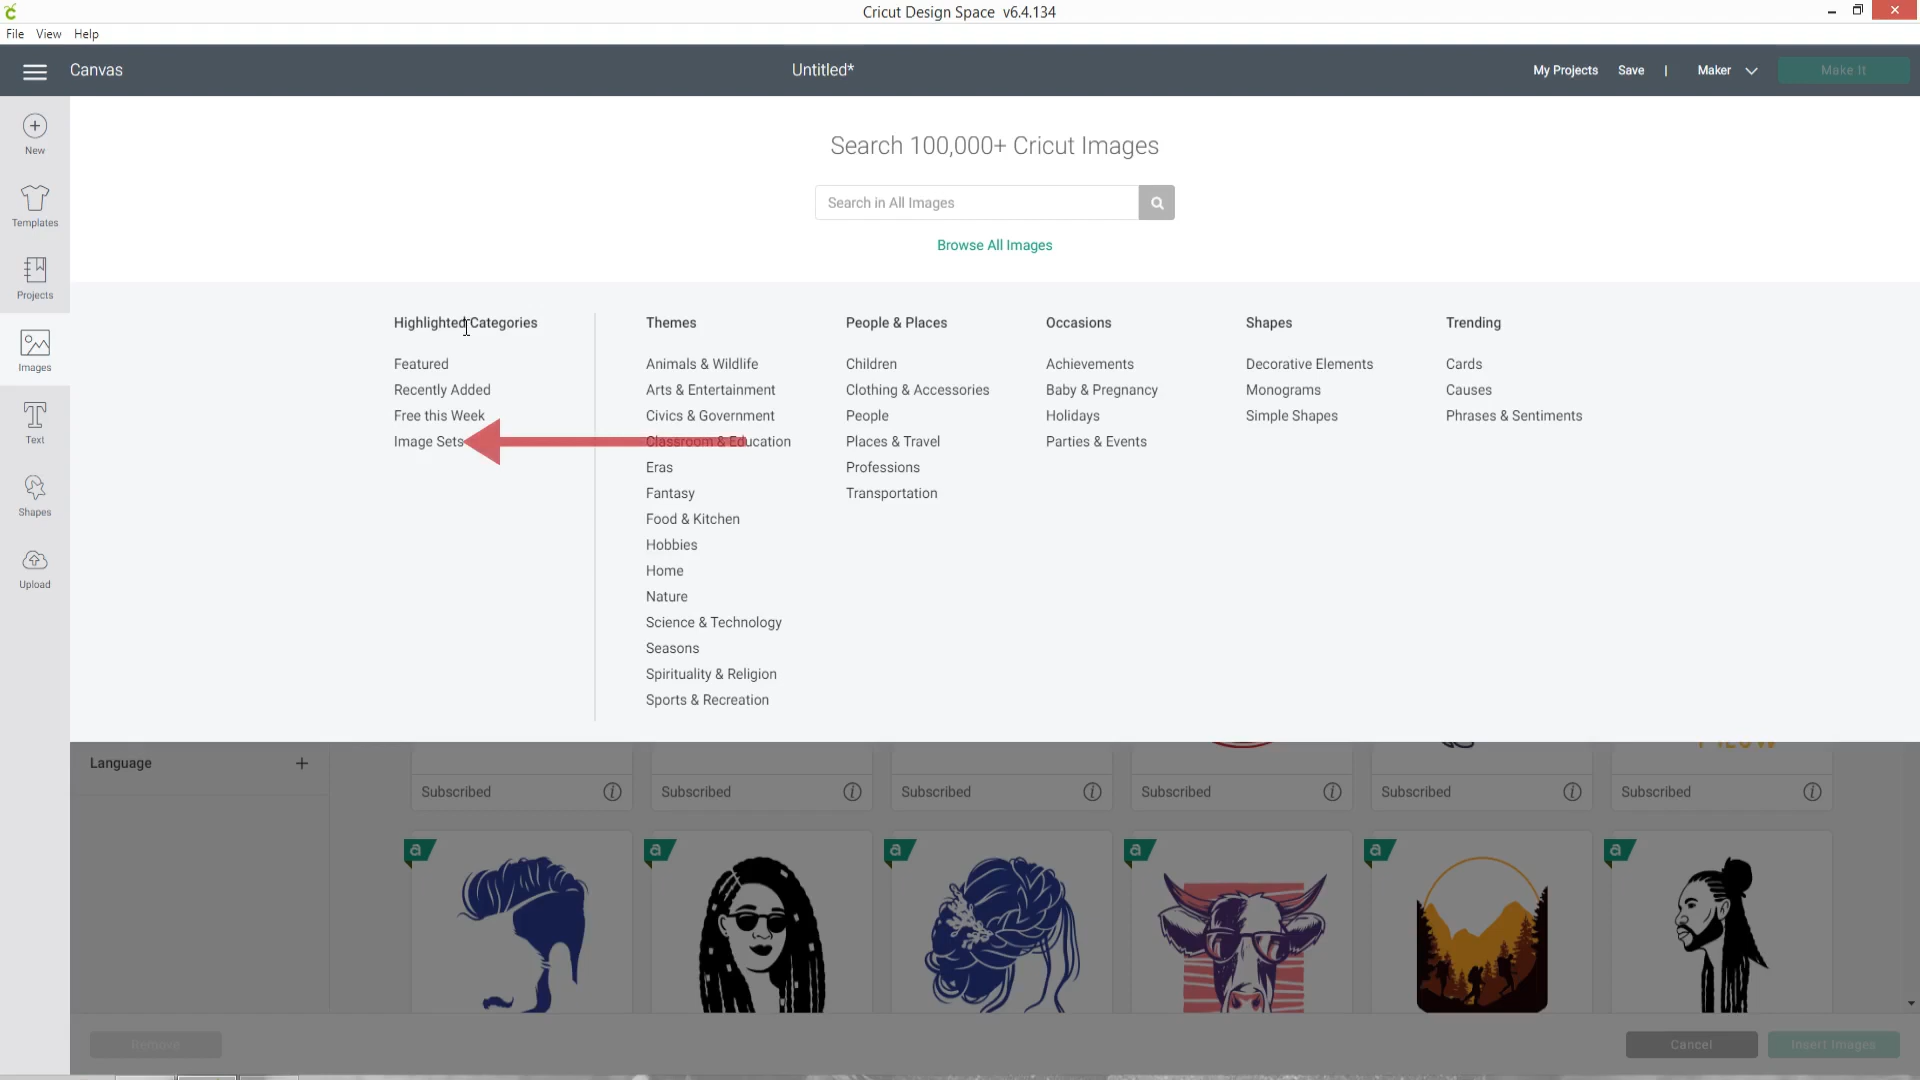 Cricut Design Space v6.4.134
File View Help
Canvas
Untitled*
My Projects Save | Maker
Make It
New
Templates
Projects
Images
Text
Shapes
Upload
Search 100,000+ Cricut Images
Search in All Images
Browse All Images
Highlighted Categories
Featured
Recently Added
Free this Week
Image Sets
Themes
Animals & Wildlife
Arts & Entertainment
Civics & Government
Classroom & Education
Eras
Fantasy
Food & Kitchen
Hobbies
Home
Nature
Science & Technology
Seasons
Spirituality & Religion
Sports & Recreation
People & Places
Children
Clothing & Accessories
People
Places & Travel
Professions
Transportation
Occasions
Achievements
Baby & Pregnancy
Holidays
Parties & Events
Shapes
Decorative Elements
Monograms
Simple Shapes
Trending
Cards
Causes
Phrases & Sentiments
Language +
Subscribed
Subscribed
Subscribed
Subscribed
Subscribed
Subscribed
a
a
a
a
a
a
Remove
Cancel
Insert Images